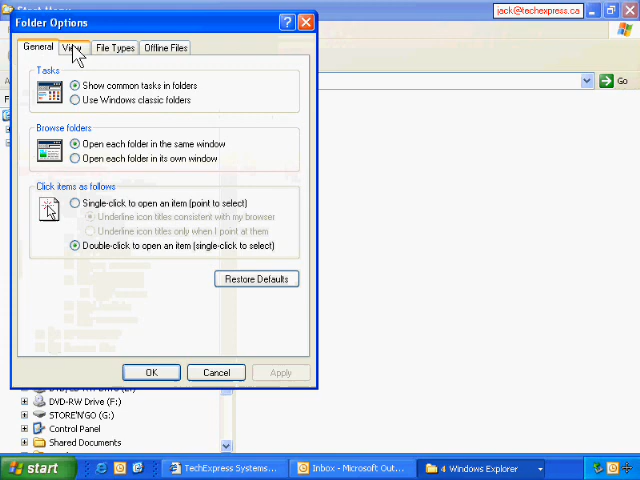 Start Menu
jack@techexpress.ca
Folder Options
General
View
File Types
Offline Files
Tasks
Show common tasks in folders
Use Windows classic folders
Go
Browse folders
Open each folder in the same window
Open each folder in its own window
Click items as follows
Single-click to open an item (point to select)
Underline icon titles consistent with my browser
Underline icon titles only when I point at them
Double-click to open an item (single-click to select)
Restore Defaults
OK
Cancel
Apply
DVD-RW Drive (F:)
STORE'N'GO (G:)
Control Panel
Shared Documents
start
TechExpress Systems...
Inbox - Microsoft Out...
4 Windows Explorer